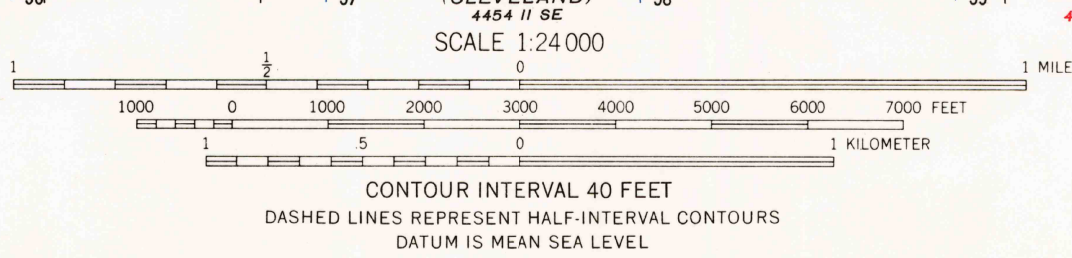 (CLEVELAND)
4454 II SE
SCALE 1:24 000
1 1/2 0 1 MILE
1000 0 1000 2000 3000 4000 5000 6000 7000 FEET
1 .5 0 1 KILOMETER
CONTOUR INTERVAL 40 FEET
DASHED LINES REPRESENT HALF-INTERVAL CONTOURS
DATUM IS MEAN SEA LEVEL